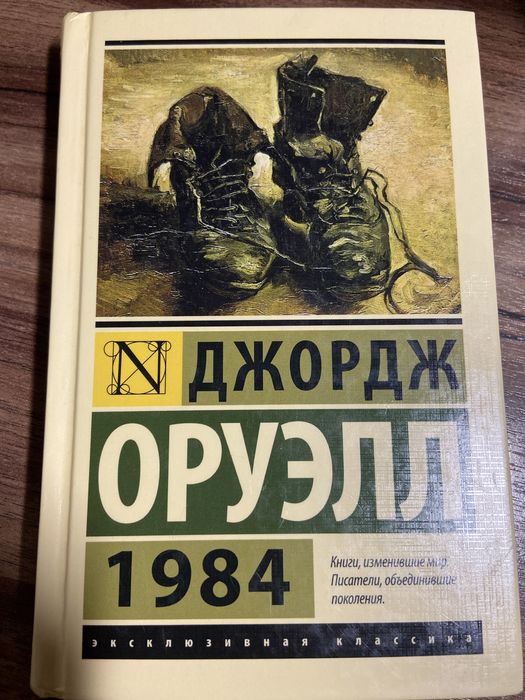 N ДЖОРДЖ
ОРУЭЛЛ
1984
Книги, изменившие мир.
Писатели, объединившие
поколения.
эксклюзивная классика